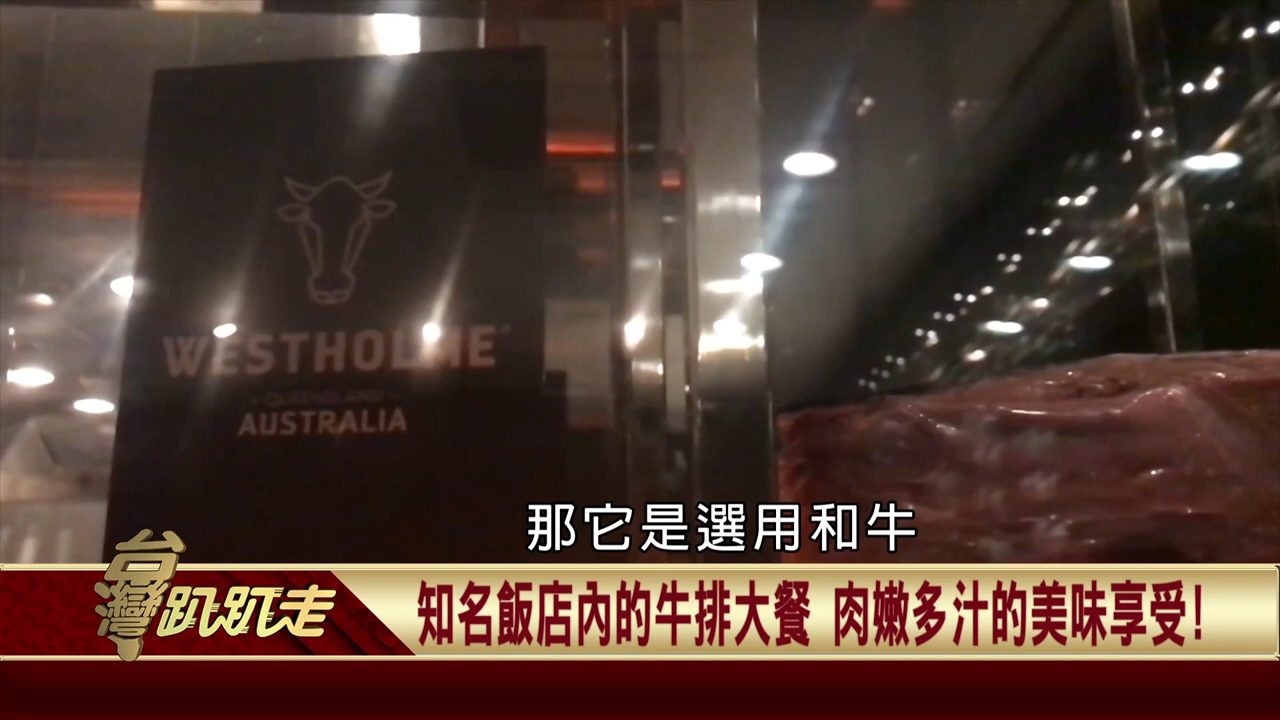 WESTHOLME
QUEENSLAND
AUSTRALIA
那它是選用和牛
台灣趴趴走
知名飯店內的牛排大餐 肉嫩多汁的美味享受!